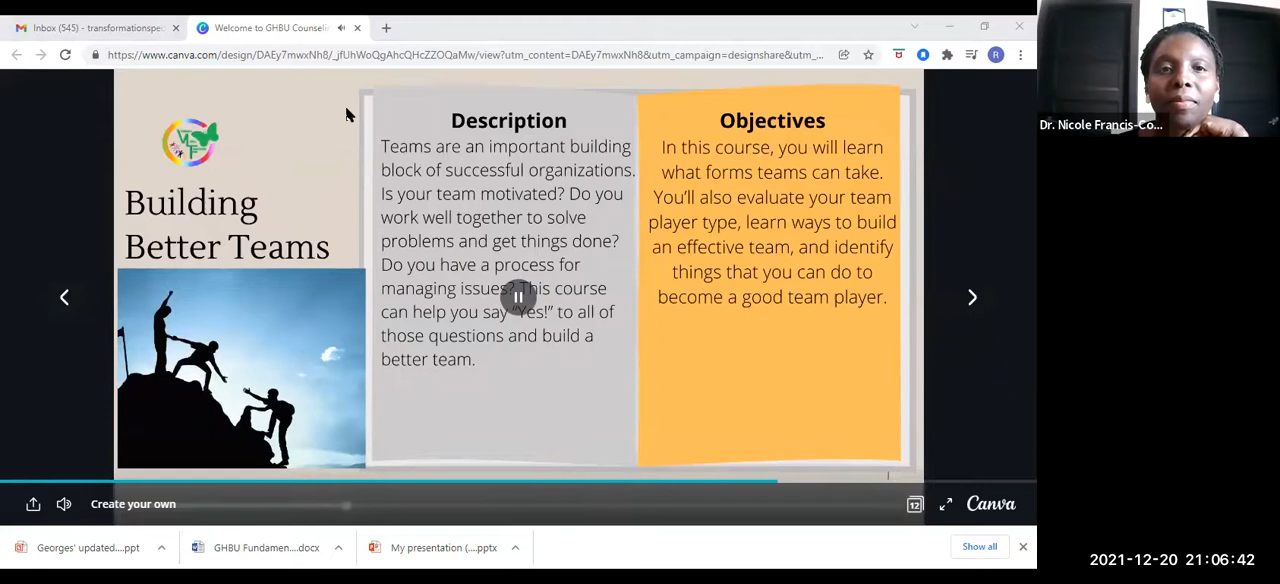 Inbox (545) - transformationspec
Welcome to GHBU Counselin
https://www.canva.com/design/DAEy7mwxNh8/_jfUhWoQgAhcQHcZZOQaMw/view?utm_content=DAEy7mwxNh8&utm_campaign=designshare&utm_...
R
Dr. Nicole Francis-Co...
Building
Better Teams
Description
Teams are an important building
block of successful organizations.
Is your team motivated? Do you
work well together to solve
problems and get things done?
Do you have a process for
managing issues? This course
can help you say “Yes!” to all of
those questions and build a
better team.
Objectives
In this course, you will learn
what forms teams can take.
You’ll also evaluate your team
player type, learn ways to build
an effective team, and identify
things that you can do to
become a good team player.
Create your own
12
Canva
Georges' updated....ppt
GHBU Fundamen....docx
My presentation (....pptx
Show all
2021-12-20 21:06:42